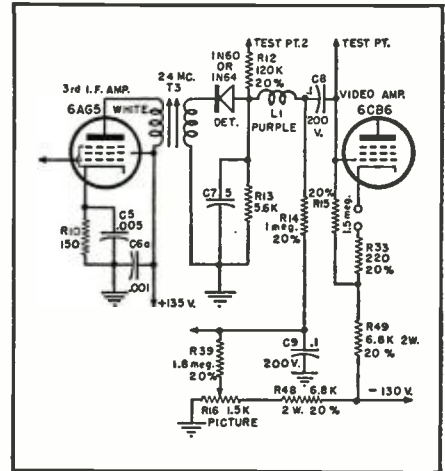 TEST PT.2
TEST PT.
1N60
OR
1N64
R12
120K
20%
C8
.1
200
V.
24 MC.
T3
3rd I.F. AMP.
6AG5
WHITE
DET.
L1
PURPLE
VIDEO AMP.
6CB6
C7
5
R13
5.6K
R14
1 meg.
20%
20%
R15
1.5 meg.
R10
150
C5
.005
C6a
.001
+135 V.
R33
220
20%
R39
1.8 meg.
20%
C9
.1
200V.
R49
6.8K 2W.
20%
R16
1.5K
PICTURE
R48
6.8K
2 W.
20%
-130V.